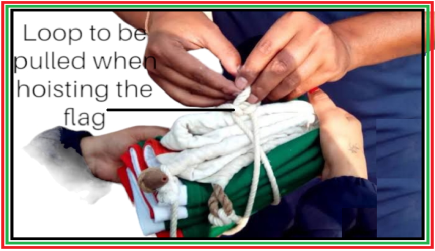 Loop to be
pulled when
hoisting the
flag